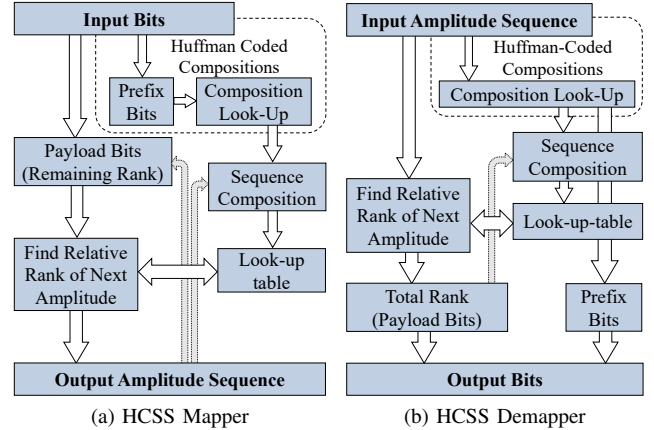 Input Bits
Huffman Coded
Compositions
Prefix
Bits
Composition
Look-Up
Payload Bits
(Remaining Rank)
Sequence
Composition
Find Relative
Rank of Next
Amplitude
Look-up
table
Output Amplitude Sequence
(a) HCSS Mapper
Input Amplitude Sequence
Huffman-Coded
Compositions
Composition Look-Up
Sequence
Composition
Find Relative
Rank of Next
Amplitude
Look-up-table
Total Rank
(Payload Bits)
Prefix
Bits
Output Bits
(b) HCSS Demapper